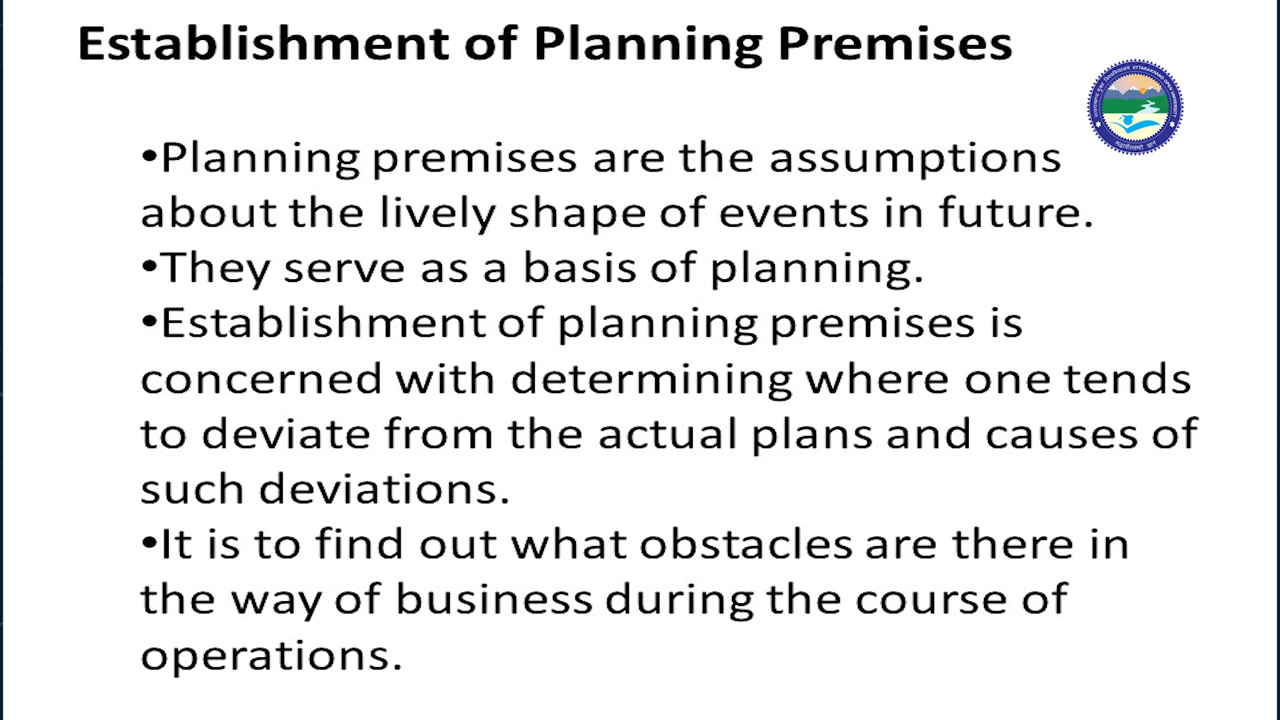 Establishment of Planning Premises
•Planning premises are the assumptions
about the lively shape of events in future.
•They serve as a basis of planning.
•Establishment of planning premises is
concerned with determining where one tends
to deviate from the actual plans and causes of
such deviations.
•It is to find out what obstacles are there in
the way of business during the course of
operations.
UTTARAKHAND OPEN UNIVERSITY